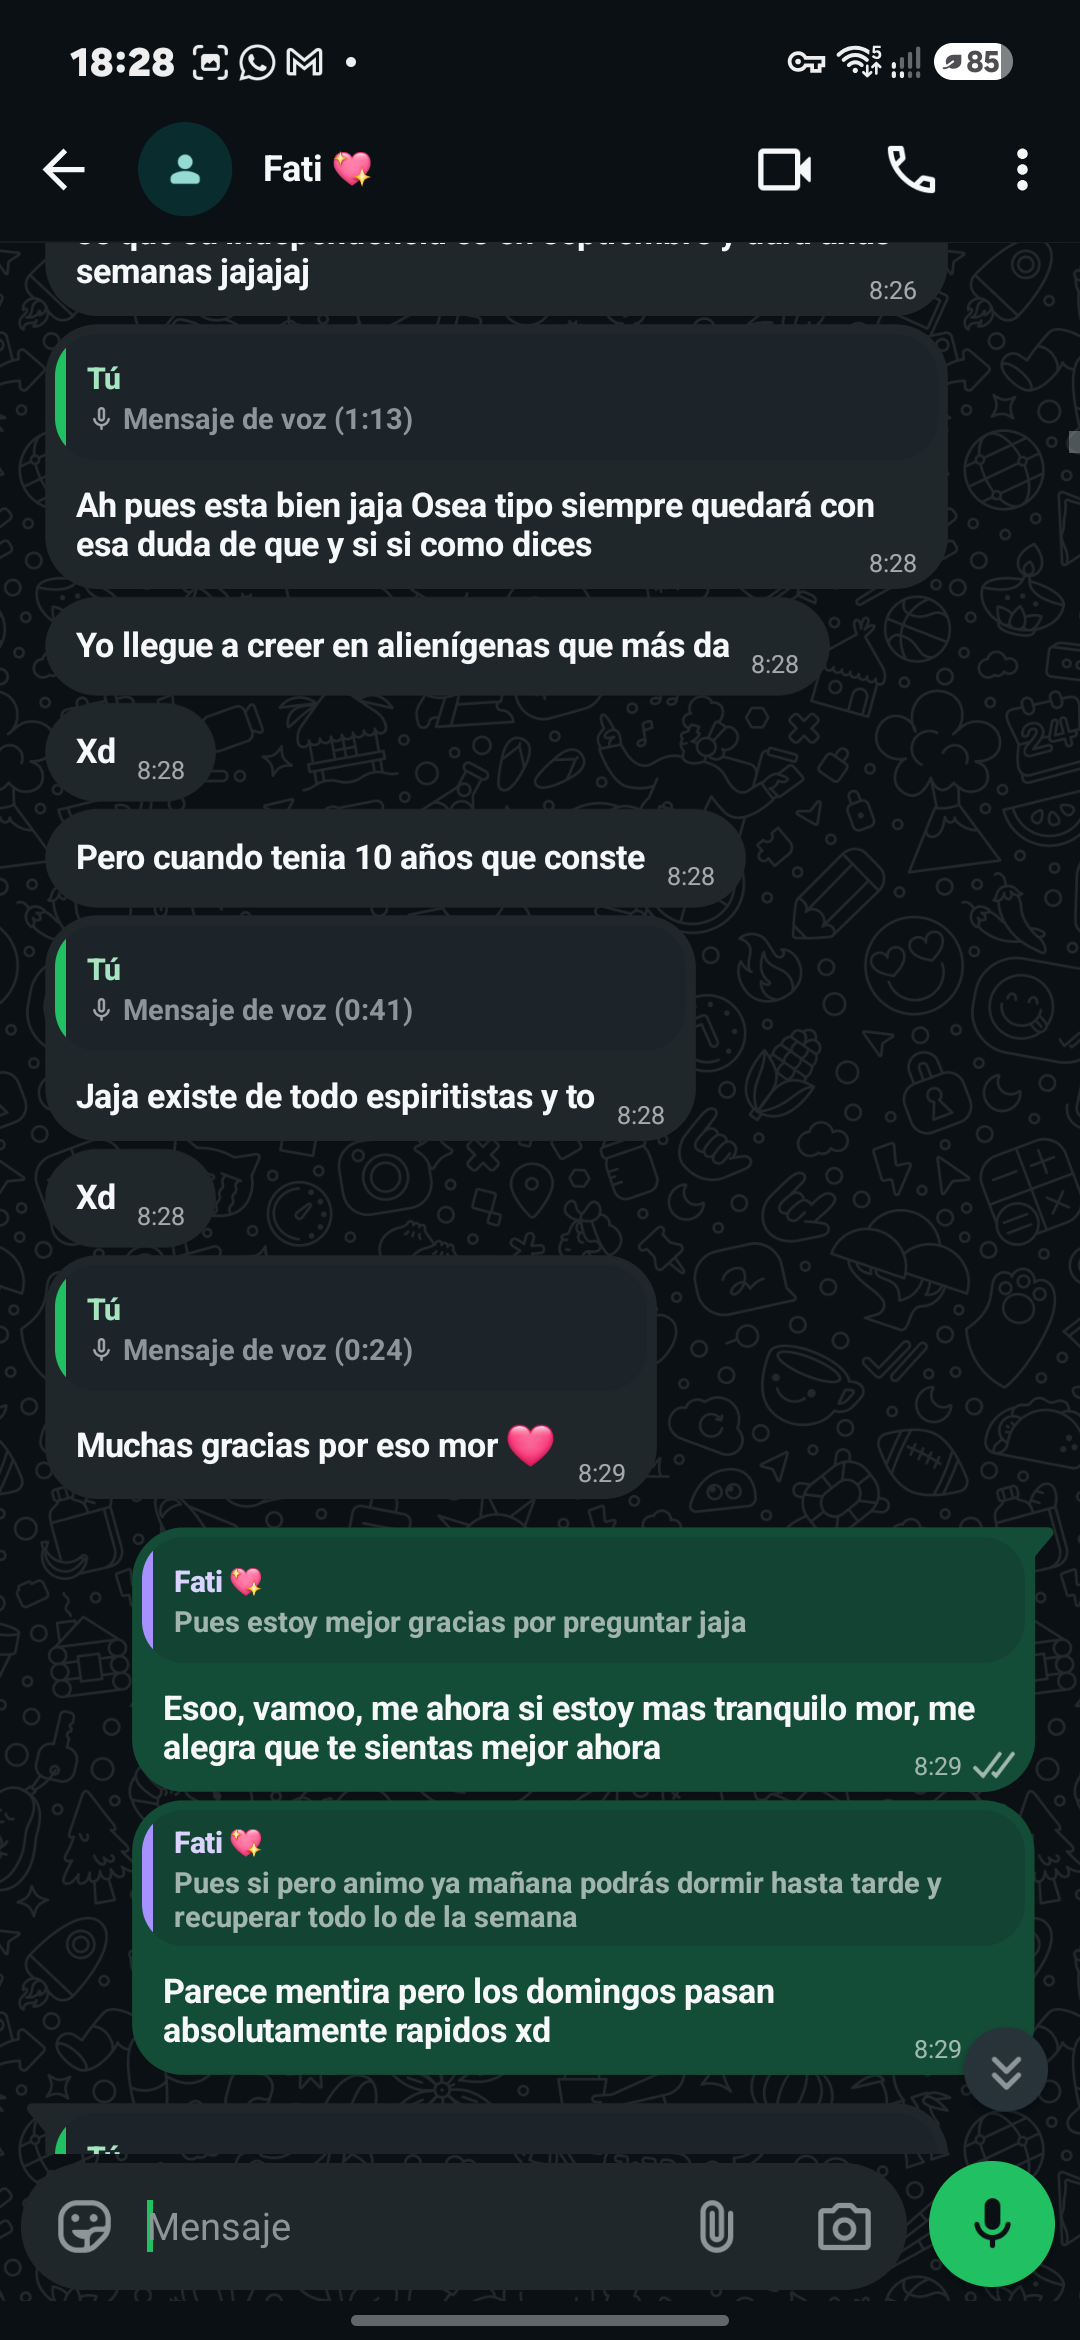 18:28
5
85
Fati 💖
semanas jajajaj
8:26
Tú
Mensaje de voz (1:13)
Ah pues esta bien jaja Osea tipo siempre quedará con
esa duda de que y si si como dices
8:28
Yo llegue a creer en alienígenas que más da
8:28
Xd
8:28
Pero cuando tenia 10 años que conste
8:28
Tú
Mensaje de voz (0:41)
Jaja existe de todo espiritistas y to
8:28
Xd
8:28
Tú
Mensaje de voz (0:24)
Muchas gracias por eso mor ❤️
8:29
Fati 💖
Pues estoy mejor gracias por preguntar jaja
Esoo, vamoo, me ahora si estoy mas tranquilo mor, me
alegra que te sientas mejor ahora
8:29
Fati 💖
Pues si pero animo ya mañana podrás dormir hasta tarde y
recuperar todo lo de la semana
Parece mentira pero los domingos pasan
absolutamente rapidos xd
8:29
Tú
Mensaje